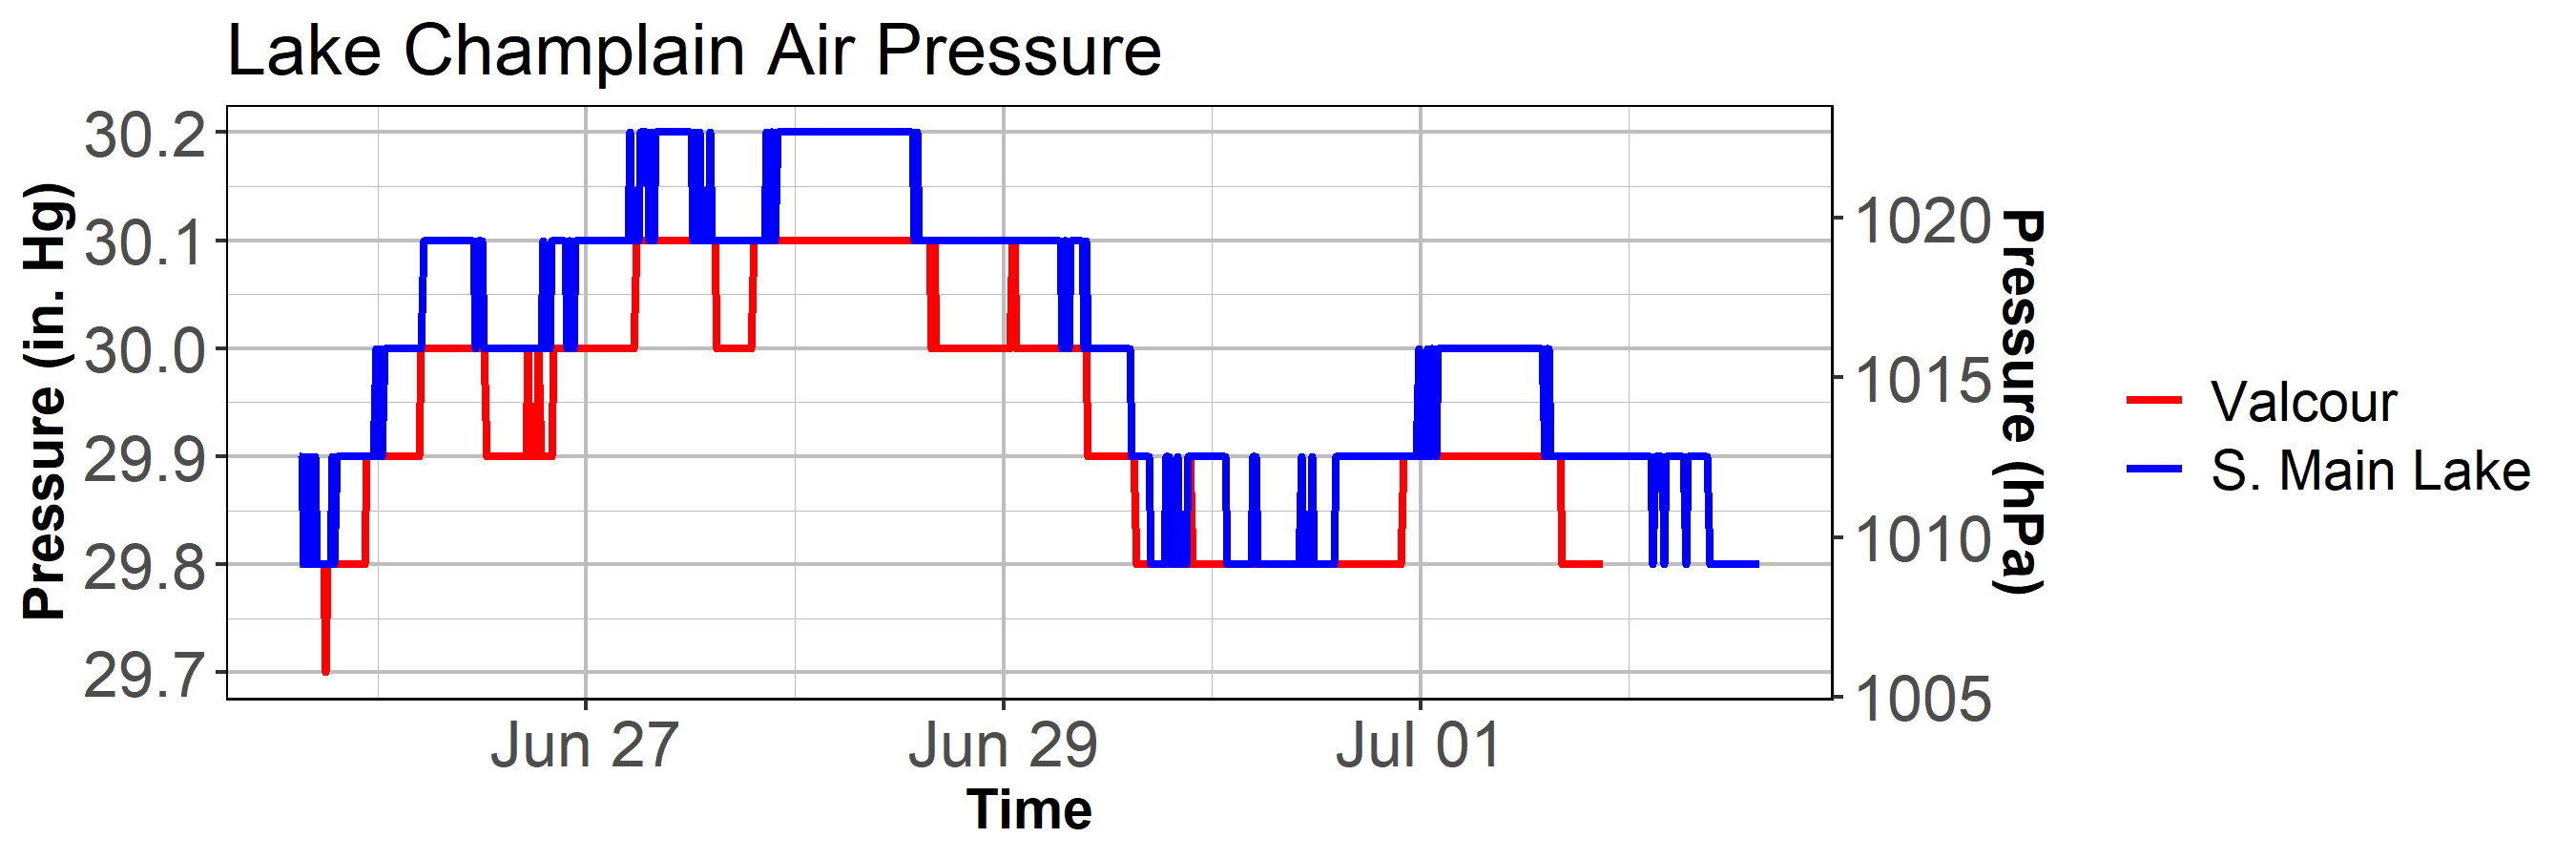 Lake Champlain Air Pressure
Pressure (in. Hg)
30.2
30.1
30.0
29.9
29.8
29.7
1020
1015
1010
1005
Pressure (hPa)
Jun 27
Jun 29
Jul 01
Time
Valcour
S. Main Lake